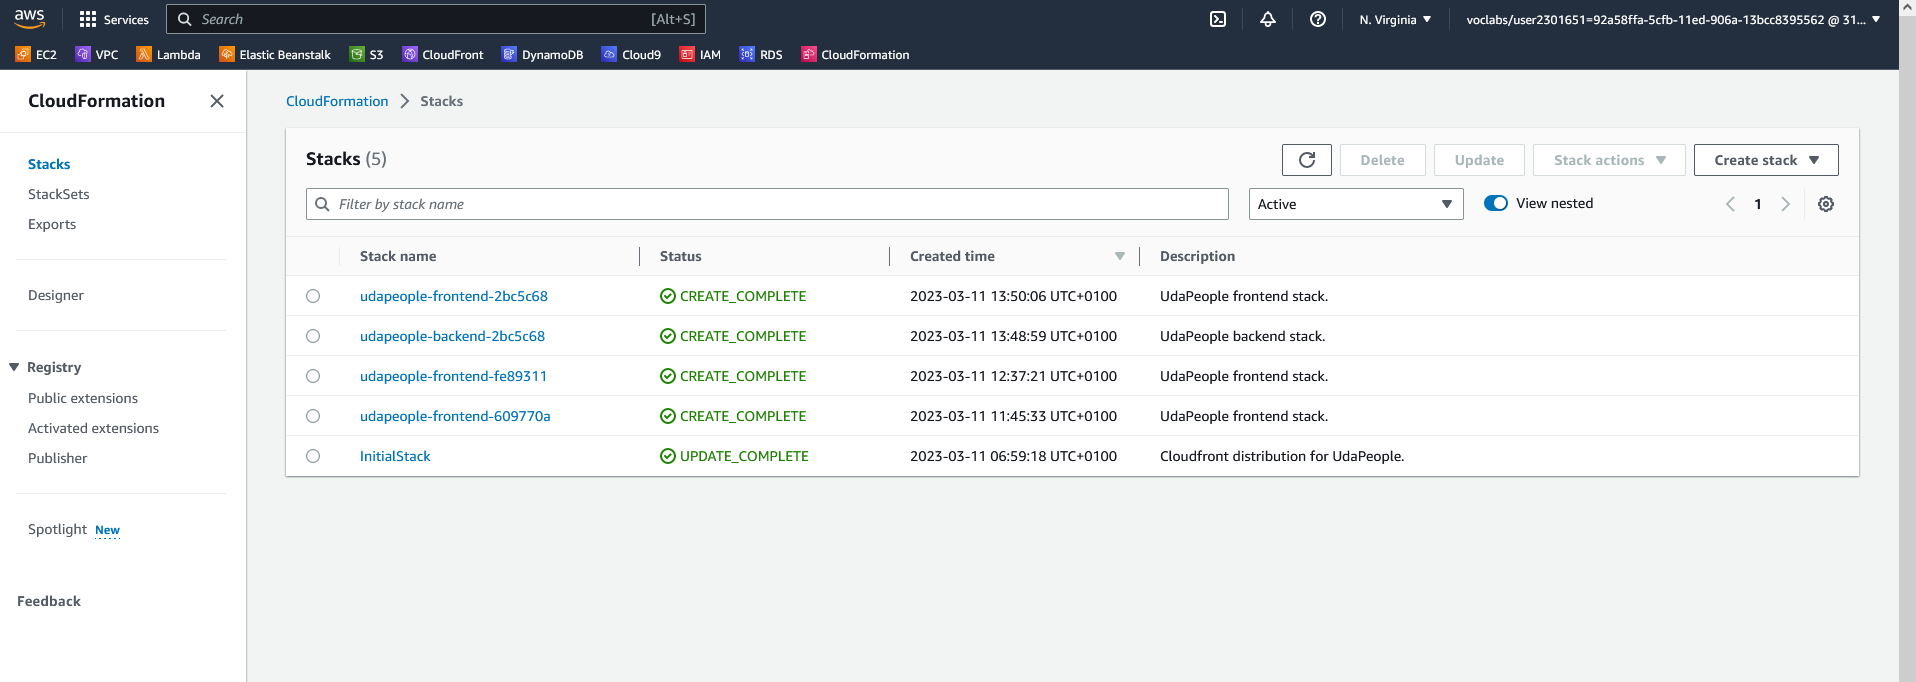 aws Services Search [Alt+S] N. Virginia voclabs/user2301651=92a58ffa-5cfb-11ed-906a-13bcc8395562 @ 31...
EC2 VPC Lambda Elastic Beanstalk S3 CloudFront DynamoDB Cloud9 IAM RDS CloudFormation
CloudFormation
Stacks
StackSets
Exports
Designer
Registry
Public extensions
Activated extensions
Publisher
Spotlight New
Feedback
CloudFormation Stacks
Stacks (5) Delete Update Stack actions Create stack
Filter by stack name Active View nested 1
Stack name Status Created time Description
udapeople-frontend-2bc5c68 CREATE_COMPLETE 2023-03-11 13:50:06 UTC+0100 UdaPeople frontend stack.
udapeople-backend-2bc5c68 CREATE_COMPLETE 2023-03-11 13:48:59 UTC+0100 UdaPeople backend stack.
udapeople-frontend-fe89311 CREATE_COMPLETE 2023-03-11 12:37:21 UTC+0100 UdaPeople frontend stack.
udapeople-frontend-609770a CREATE_COMPLETE 2023-03-11 11:45:33 UTC+0100 UdaPeople frontend stack.
InitialStack UPDATE_COMPLETE 2023-03-11 06:59:18 UTC+0100 Cloudfront distribution for UdaPeople.